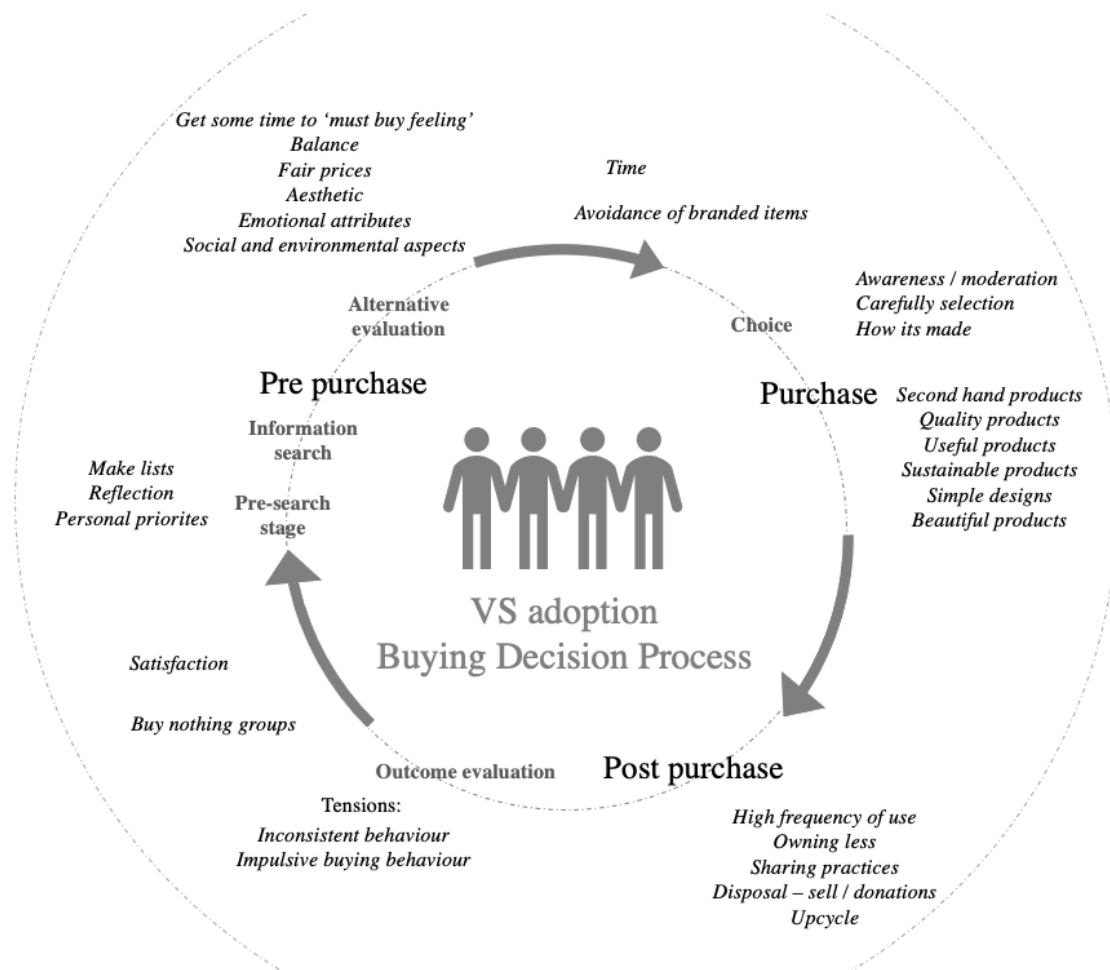 Get some time to ‘must buy feeling’
Balance
Fair prices
Aesthetic
Emotional attributes
Social and environmental aspects
Time
Avoidance of branded items
Alternative
evaluation
Choice
Awareness / moderation
Carefully selection
How its made
Pre purchase
Purchase
Second hand products
Quality products
Useful products
Sustainable products
Simple designs
Beautiful products
Information
search
Make lists
Reflection
Personal priorites
Pre-search
stage
VS adoption
Buying Decision Process
Satisfaction
Buy nothing groups
Outcome evaluation
Post purchase
Tensions:
Inconsistent behaviour
Impulsive buying behaviour
High frequency of use
Owning less
Sharing practices
Disposal – sell / donations
Upcycle